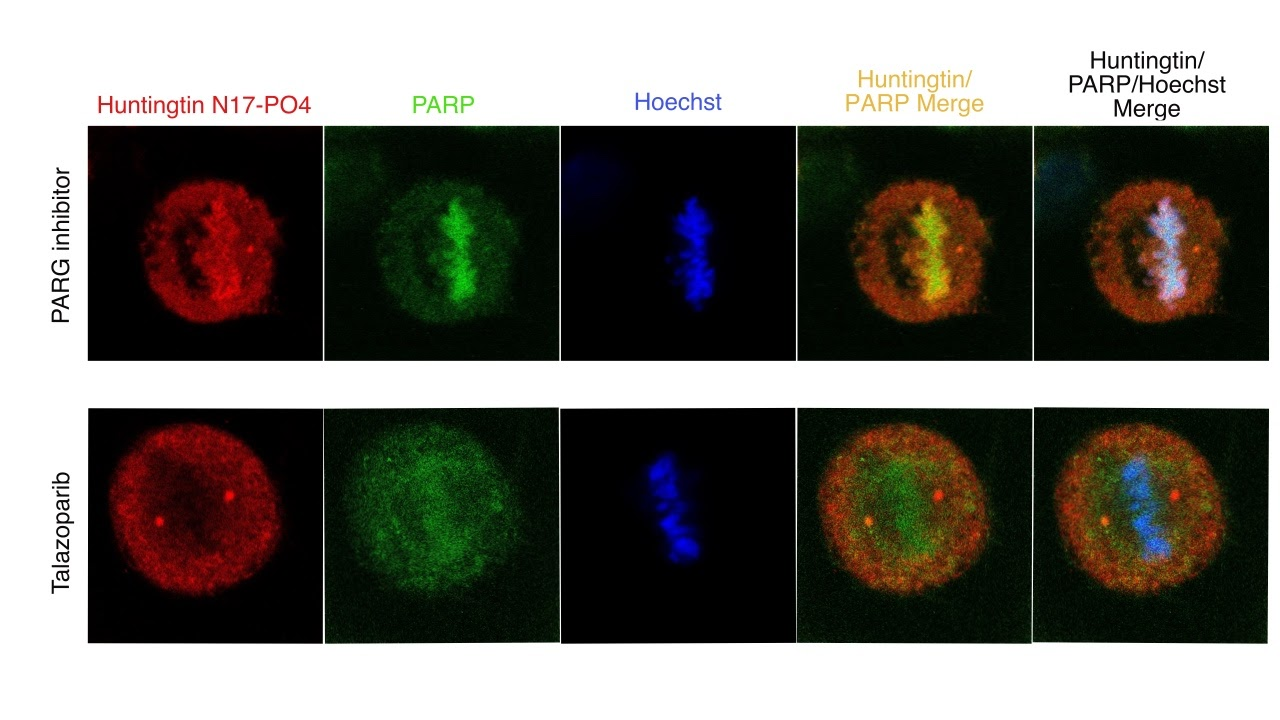 Huntingtin N17-PO4
PARP
Hoechst
Huntingtin/
PARP Merge
Huntingtin/
PARP/Hoechst
Merge
PARG inhibitor
Talazoparib